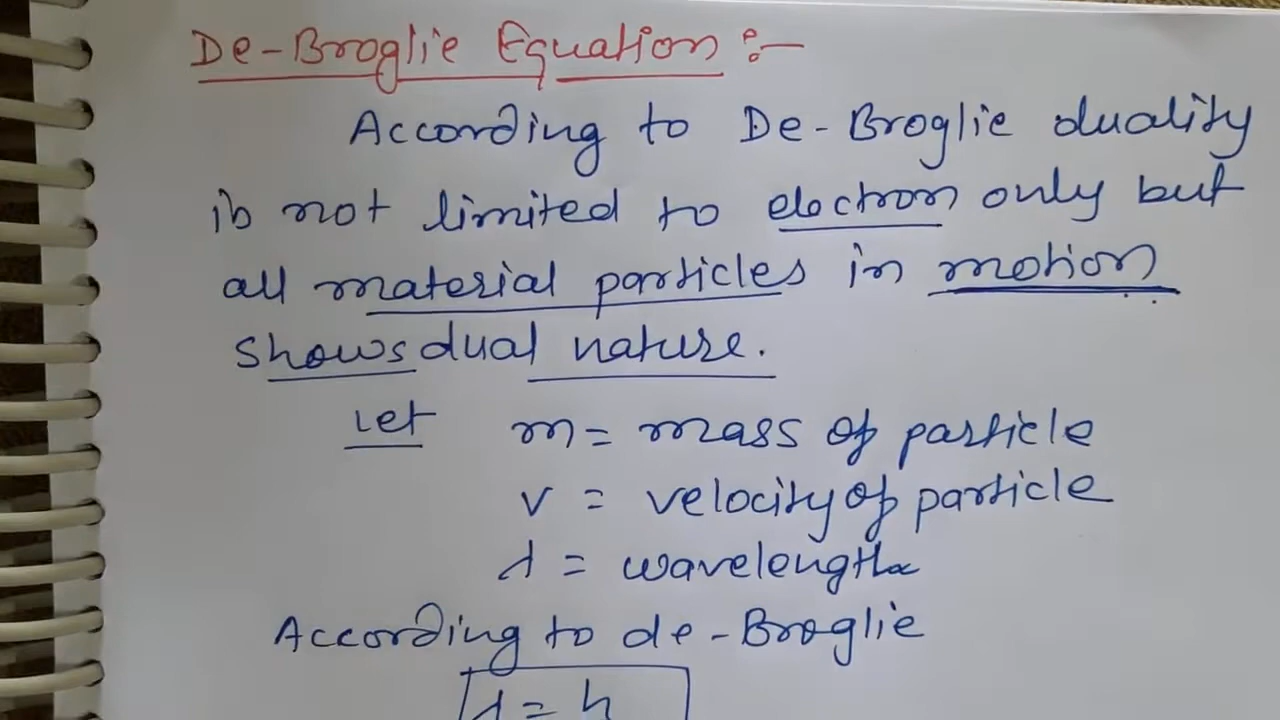 De-Broglie Equation :-
According to De-Broglie duality
is not limited to electron only but
all material particles in motion
shows dual nature.
Let m = mass of particle
v = velocity of particle
λ = wavelength
According to de-Broglie
λ = h